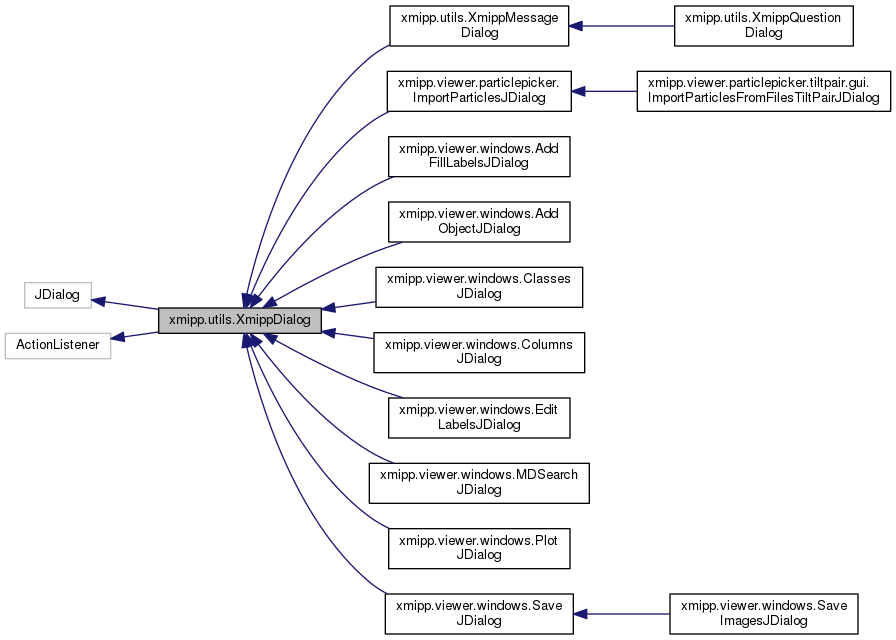 xmipp.utils.XmippMessage
Dialog
xmipp.utils.XmippQuestion
Dialog
xmipp.viewer.particlepicker.
ImportParticlesJDialog
xmipp.viewer.particlepicker.tiltpair.gui.
ImportParticlesFromFilesTiltPairJDialog
xmipp.viewer.windows.Add
FillLabelsJDialog
xmipp.viewer.windows.Add
ObjectJDialog
xmipp.viewer.windows.Classes
JDialog
JDialog
xmipp.utils.XmippDialog
ActionListener
xmipp.viewer.windows.Columns
JDialog
xmipp.viewer.windows.Edit
LabelsJDialog
xmipp.viewer.windows.MDSearch
JDialog
xmipp.viewer.windows.Plot
JDialog
xmipp.viewer.windows.Save
JDialog
xmipp.viewer.windows.Save
ImagesJDialog